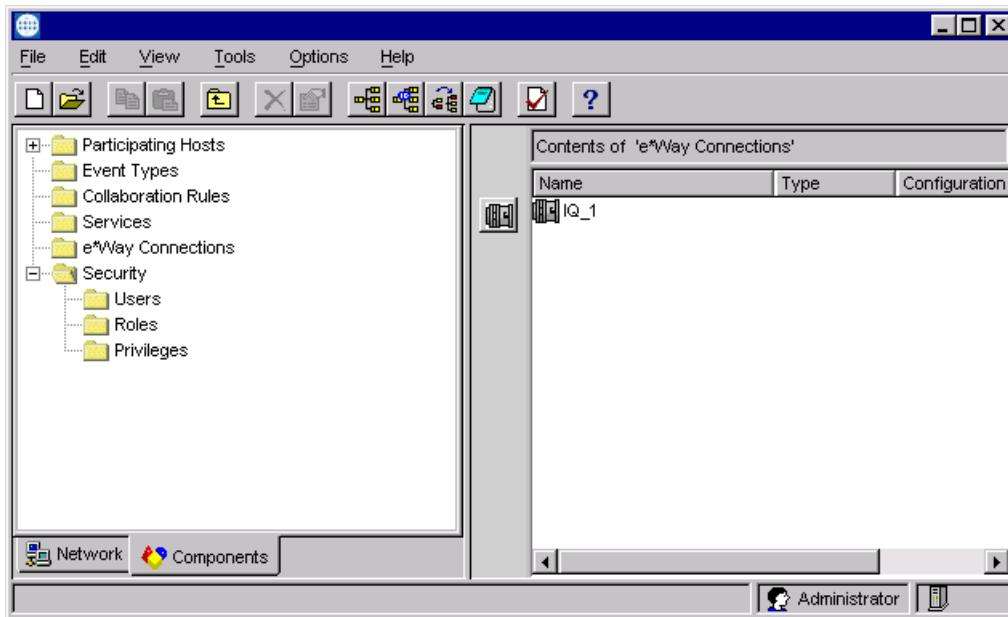 File Edit View Tools Options Help
?
Participating Hosts
Event Types
Collaboration Rules
Services
e*Way Connections
Security
Users
Roles
Privileges
Contents of 'e*Way Connections'
Name Type Configuration
IQ_1
Network Components
Administrator